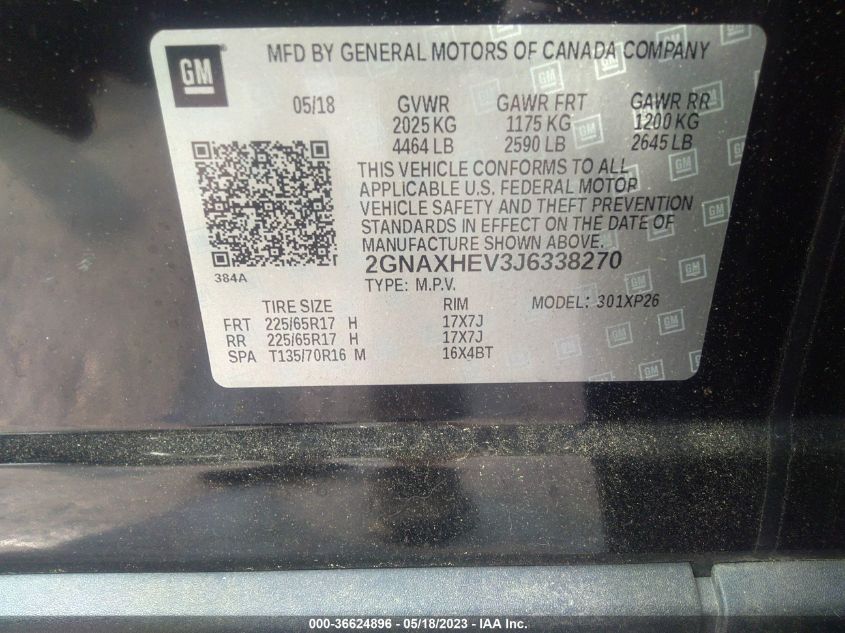 GM
MFD BY GENERAL MOTORS OF CANADA COMPANY
05/18 GVWR GAWR FRT GAWR RR
2025 KG 1175 KG 1200 KG
4464 LB 2590 LB 2645 LB
THIS VEHICLE CONFORMS TO ALL
APPLICABLE U.S. FEDERAL MOTOR
VEHICLE SAFETY AND THEFT PREVENTION
STANDARDS IN EFFECT ON THE DATE OF
MANUFACTURE SHOWN ABOVE.
384A
2GNAXHEV3J6338270
TYPE: M.P.V.
MODEL: 301XP26
TIRE SIZE RIM
FRT 225/65R17 H 17X7J
RR 225/65R17 H 17X7J
SPA T135/70R16 M 16X4BT
000-36624896 - 05/18/2023 - IAA Inc.